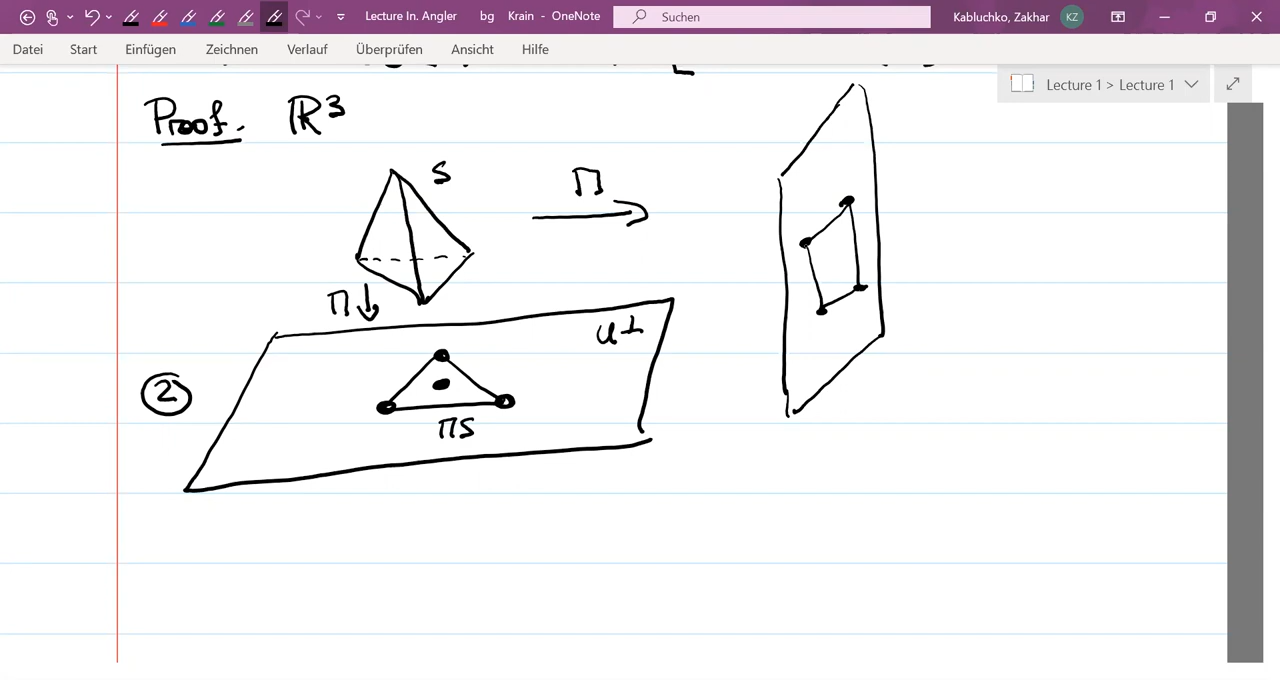 Lecture In. Angler bg Krain - OneNote
Suchen
Kabluchko, Zakhar
KZ
Datei Start Einfügen Zeichnen Verlauf Überprüfen Ansicht Hilfe
Lecture 1 > Lecture 1
Proof. ℝ³
S
Π
Π↓
u⊥
②
ΠS